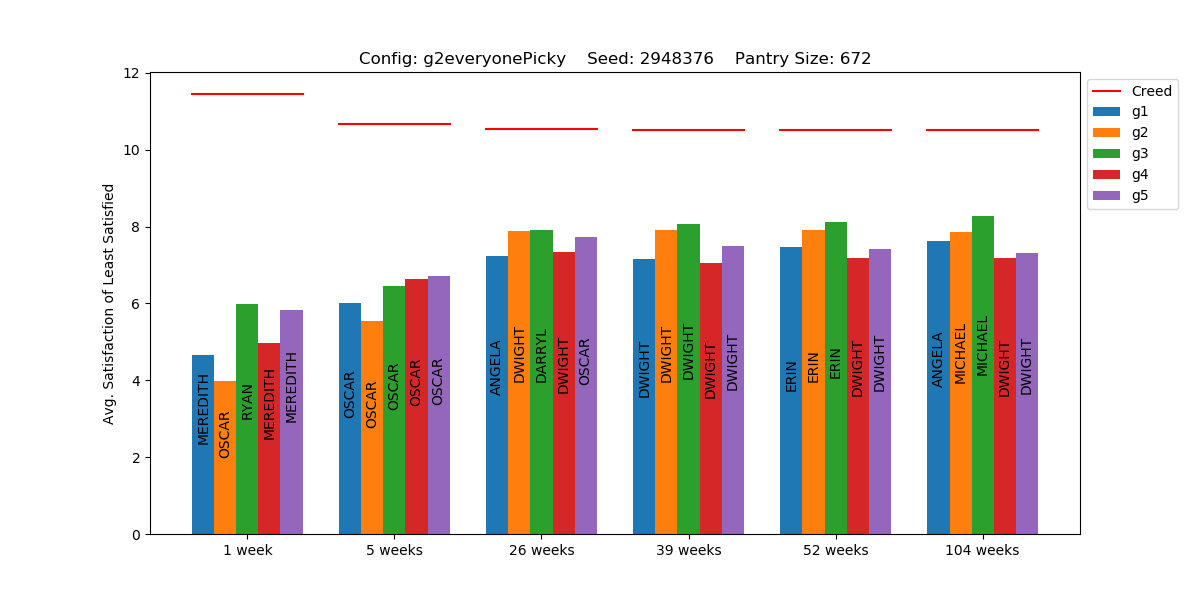 Config: g2everyonePicky    Seed: 2948376    Pantry Size: 672
Avg. Satisfaction of Least Satisfied
12
10
8
6
4
2
0
MEREDITH
OSCAR
RYAN
MEREDITH
MEREDITH
OSCAR
OSCAR
OSCAR
OSCAR
OSCAR
ANGELA
DWIGHT
DARRYL
DWIGHT
OSCAR
DWIGHT
DWIGHT
DWIGHT
DWIGHT
DWIGHT
ERIN
ERIN
ERIN
DWIGHT
DWIGHT
ANGELA
MICHAEL
MICHAEL
DWIGHT
DWIGHT
1 week
5 weeks
26 weeks
39 weeks
52 weeks
104 weeks
Creed
g1
g2
g3
g4
g5